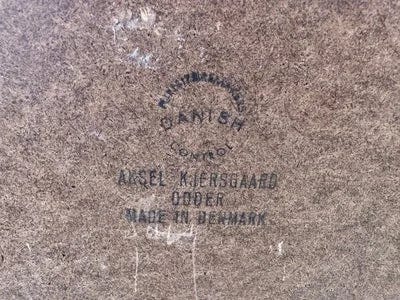 DANISH
CONTROL
AKSEL KJERSGAARD
ODDER
MADE IN DENMARK